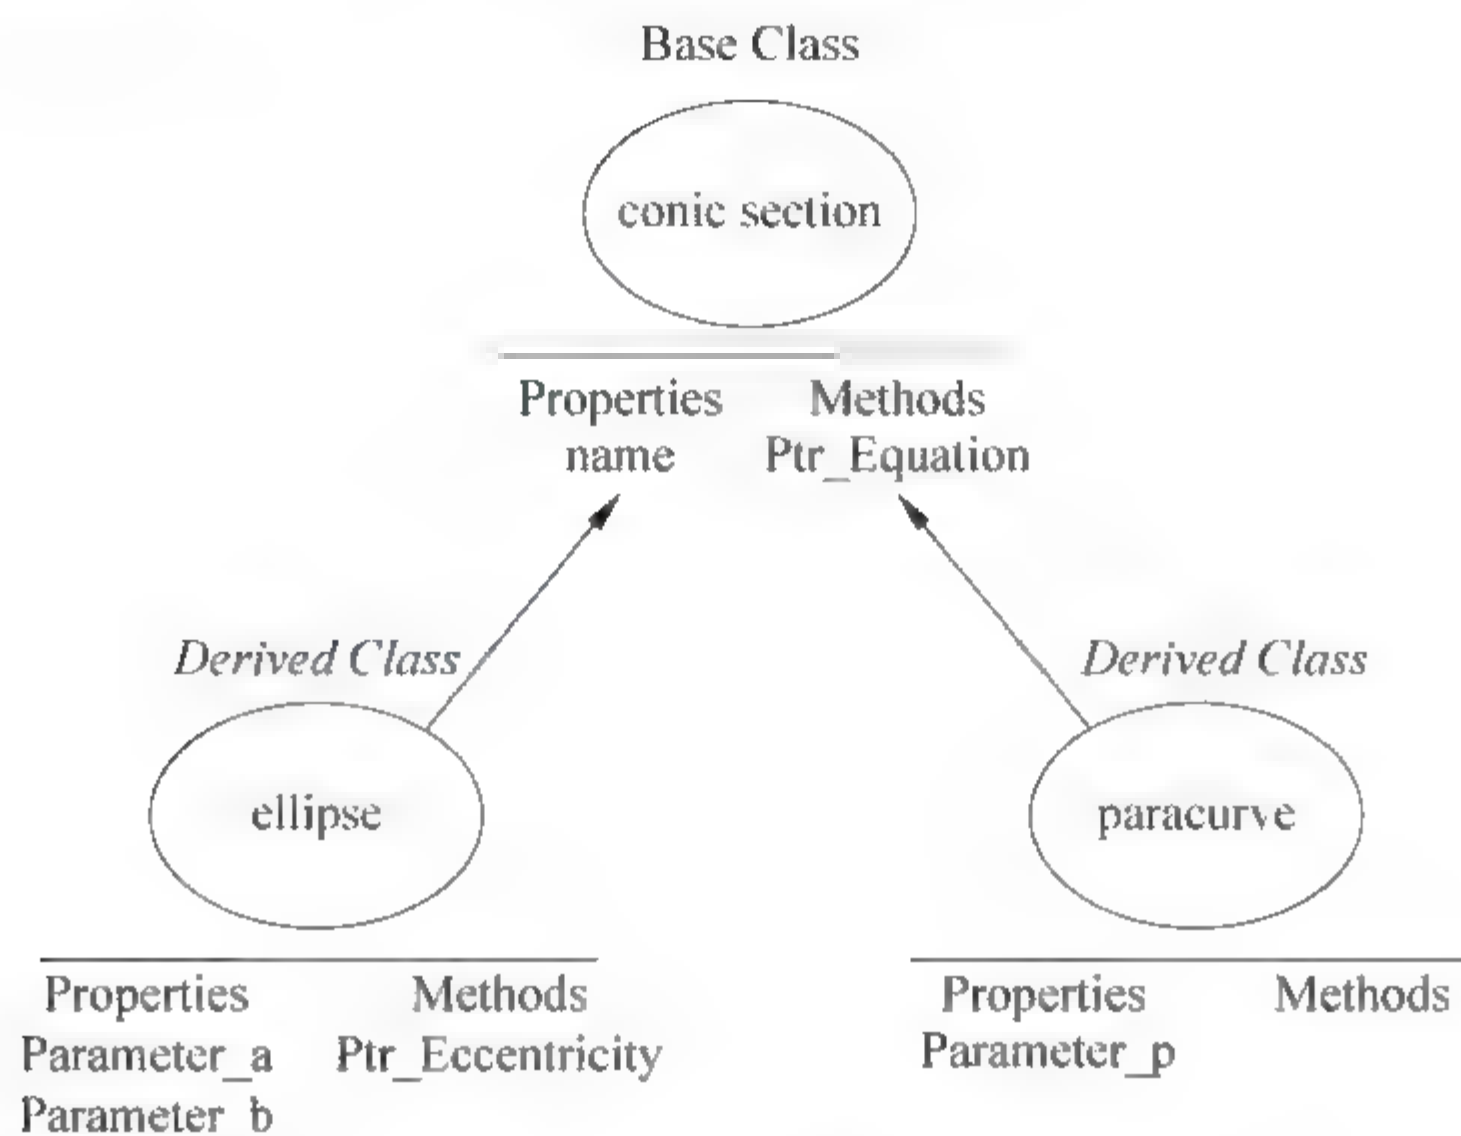 Base Class
conic section
Properties Methods
name Ptr_Equation
Derived Class
ellipse
Properties Methods
Parameter_a Ptr_Eccentricity
Parameter_b
Derived Class
paracurve
Properties Methods
Parameter_p